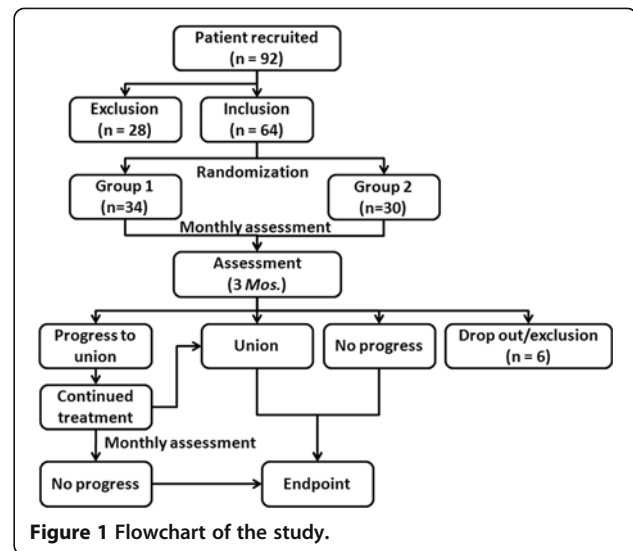 Patient recruited
(n = 92)
Exclusion
(n = 28)
Inclusion
(n = 64)
Randomization
Group 1
(n=34)
Group 2
(n=30)
Monthly assessment
Assessment
(3 Mos.)
Progress to
union
Union
No progress
Drop out/exclusion
(n = 6)
Continued
treatment
Monthly assessment
No progress
Endpoint
Figure 1 Flowchart of the study.